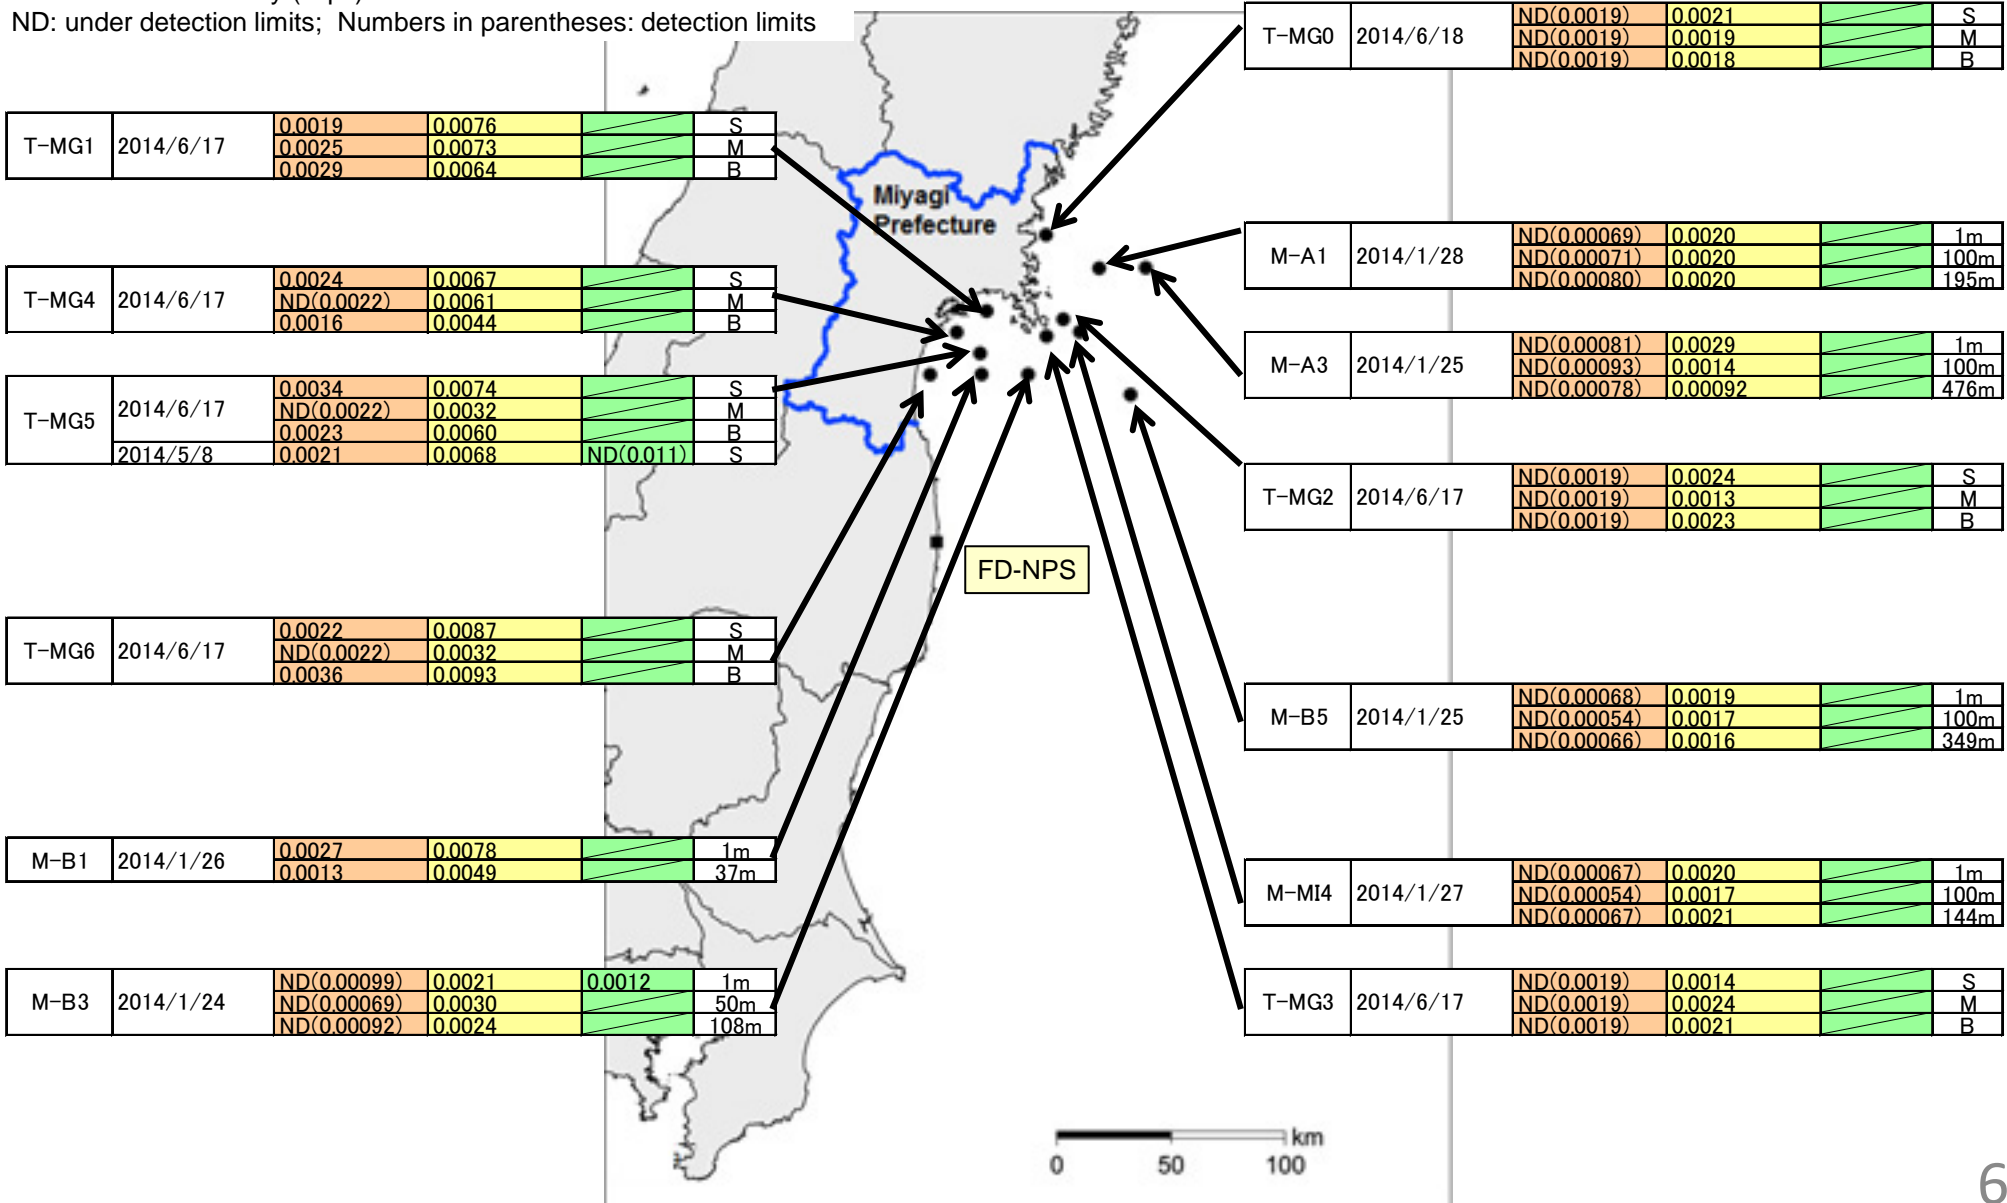 ND: under detection limits; Numbers in parentheses: detection limits
T-MG0 2014/6/18 ND(0.0019) 0.0021 S
ND(0.0019) 0.0019 M
ND(0.0019) 0.0018 B
T-MG1 2014/6/17 0.0019 0.0076 S
0.0025 0.0073 M
0.0029 0.0064 B
Miyagi
Prefecture
M-A1 2014/1/28 ND(0.00069) 0.0020 1m
ND(0.00071) 0.0020 100m
ND(0.00080) 0.0020 195m
T-MG4 2014/6/17 0.0024 0.0067 S
ND(0.0022) 0.0061 M
0.0016 0.0044 B
M-A3 2014/1/25 ND(0.00081) 0.0029 1m
ND(0.00093) 0.0014 100m
ND(0.00078) 0.00092 476m
T-MG5 2014/6/17 0.0034 0.0074 S
ND(0.0022) 0.0032 M
0.0023 0.0060 B
2014/5/8 0.0021 0.0068 ND(0.011) S
T-MG2 2014/6/17 ND(0.0019) 0.0024 S
ND(0.0019) 0.0013 M
ND(0.0019) 0.0023 B
FD-NPS
T-MG6 2014/6/17 0.0022 0.0087 S
ND(0.0022) 0.0032 M
0.0036 0.0093 B
M-B5 2014/1/25 ND(0.00068) 0.0019 1m
ND(0.00054) 0.0017 100m
ND(0.00066) 0.0016 349m
M-B1 2014/1/26 0.0027 0.0078 1m
0.0013 0.0049 37m
M-MI4 2014/1/27 ND(0.00067) 0.0020 1m
ND(0.00054) 0.0017 100m
ND(0.00067) 0.0021 144m
M-B3 2014/1/24 ND(0.00099) 0.0021 0.0012 1m
ND(0.00069) 0.0030 50m
ND(0.00092) 0.0024 108m
T-MG3 2014/6/17 ND(0.0019) 0.0014 S
ND(0.0019) 0.0024 M
ND(0.0019) 0.0021 B
km
0 50 100
6